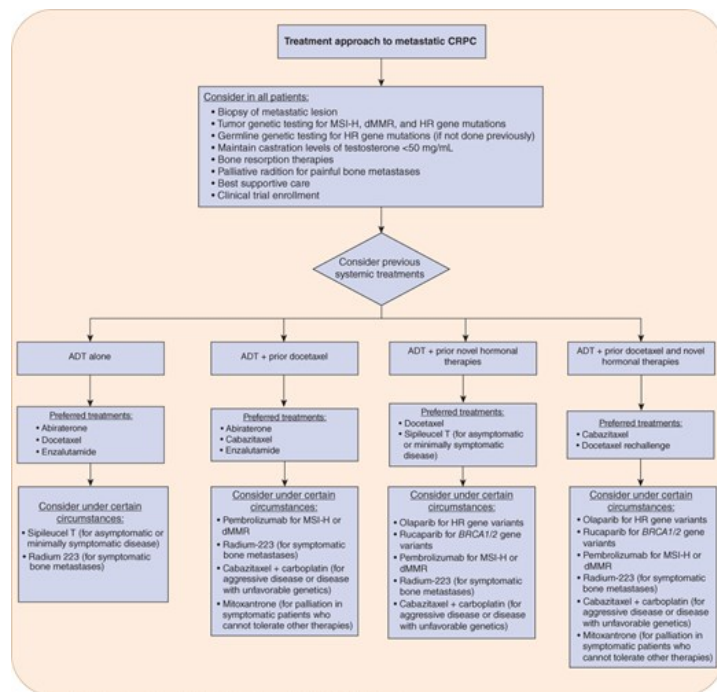 Treatment approach to metastatic CRPC
Consider in all patients:
• Biopsy of metastatic lesion
• Tumor genetic testing for MSI-H, dMMR, and HR gene mutations
• Germline genetic testing for HR gene mutations (if not done previously)
• Maintain castration levels of testosterone <50 mg/mL
• Bone resorption therapies
• Palliative radition for painful bone metastases
• Best supportive care
• Clinical trial enrollment
Consider previous
systemic treatments
ADT alone
Preferred treatments:
• Abiraterone
• Docetaxel
• Enzalutamide
Consider under certain
circumstances:
• Sipileucel T (for asymptomatic or
minimally symptomatic disease)
• Radium 223 (for symptomatic
bone metastases)
ADT + prior docetaxel
Preferred treatments:
• Abiraterone
• Cabazitaxel
• Enzalutamide
Consider under certain
circumstances:
• Pembrolizumab for MSI-H or
dMMR
• Radium-223 (for symptomatic
bone metastases)
• Cabazitaxel + carboplatin (for
aggressive disease or disease
with unfavorable genetics)
• Mitoxantrone (for palliation in
symptomatic patients who
cannot tolerate other therapies)
ADT + prior novel hormonal
therapies
Preferred treatments:
• Docetaxel
• Sipileucel T (for asymptomatic
or minimally symptomatic
disease)
Consider under certain
circumstances:
• Olaparib for HR gene variants
• Rucaparib for BRCA1/2 gene
variants
• Pembrolizumab for MSI-H or
dMMR
• Radium-223 (for symptomatic
bone metastases)
• Cabazitaxel + carboplatin (for
aggressive disease or disease
with unfavorable genetics)
ADT + prior docetaxel and novel
hormonal therapies
Preferred treatments:
• Cabazitaxel
• Docetaxel rechallenge
Consider under certain
circumstances:
• Olaparib for HR gene variants
• Rucaparib for BRCA1/2 gene
variants
• Pembrolizumab for MSI-H or
dMMR
• Radium-223 (for symptomatic
bone metastases)
• Cabazitaxel + carboplatin (for
aggressive disease or disease
with unfavorable genetics)
• Mitoxantrone (for palliation in
symptomatic patients who
cannot tolerate other therapies)